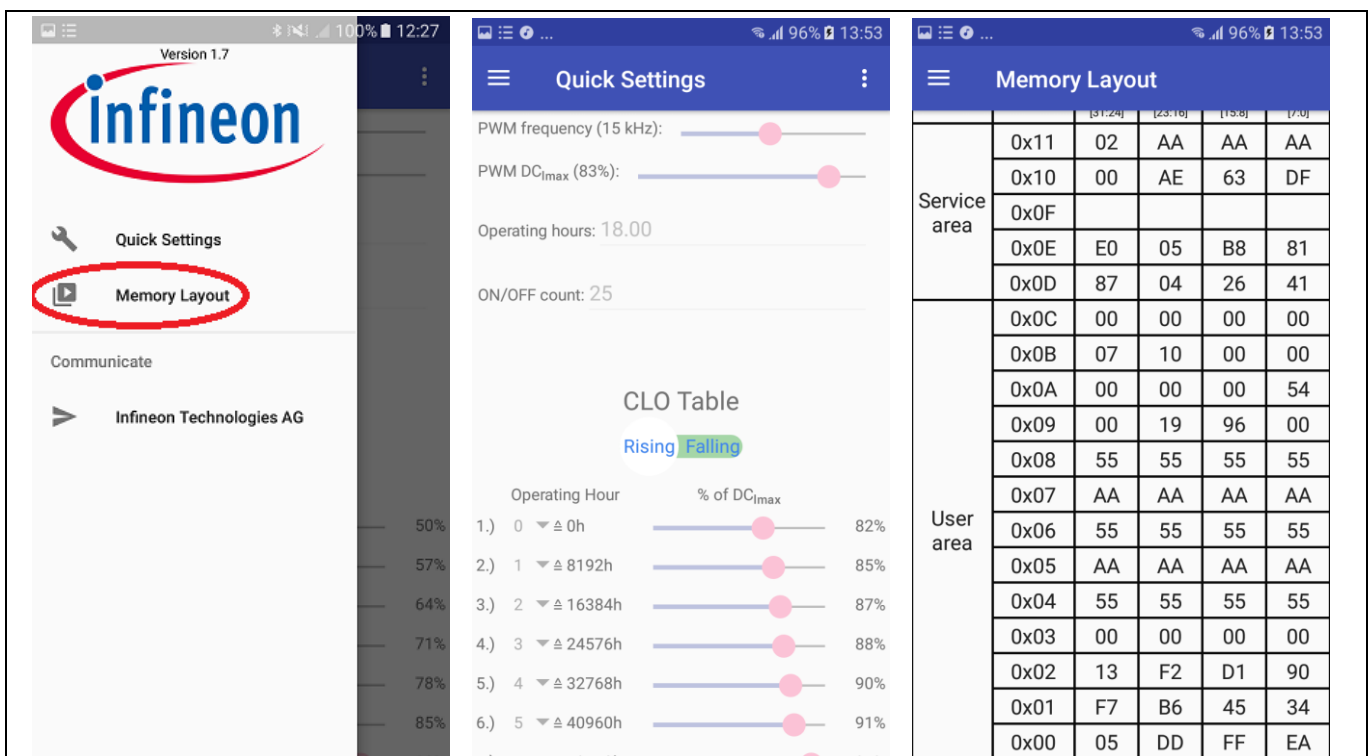 100% 12:27
Version 1.7
infineon
Quick Settings
Memory Layout
Communicate
Infineon Technologies AG
50%
57%
64%
71%
78%
85%
... 96% 13:53
Quick Settings
PWM frequency (15 kHz):
PWM DCImax (83%):
Operating hours: 18.00
ON/OFF count: 25
CLO Table
Rising Falling
Operating Hour % of DCImax
1.) 0 ≙ 0h 82%
2.) 1 ≙ 8192h 85%
3.) 2 ≙ 16384h 87%
4.) 3 ≙ 24576h 88%
5.) 4 ≙ 32768h 90%
6.) 5 ≙ 40960h 91%
... 96% 13:53
Memory Layout
[31:24] [23:16] [15:8] [7:0]
Service area
0x11 02 AA AA AA
0x10 00 AE 63 DF
0x0F
0x0E E0 05 B8 81
0x0D 87 04 26 41
User area
0x0C 00 00 00 00
0x0B 07 10 00 00
0x0A 00 00 00 54
0x09 00 19 96 00
0x08 55 55 55 55
0x07 AA AA AA AA
0x06 55 55 55 55
0x05 AA AA AA AA
0x04 55 55 55 55
0x03 00 00 00 00
0x02 13 F2 D1 90
0x01 F7 B6 45 34
0x00 05 DD FF EA